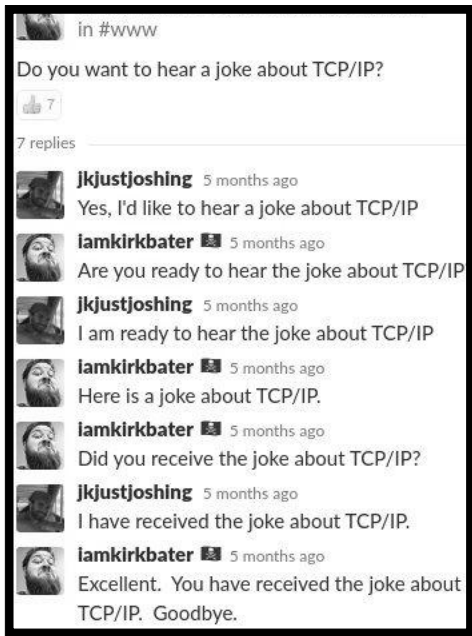 in #www
Do you want to hear a joke about TCP/IP?
7
7 replies
jkjustjoshing 5 months ago
Yes, I'd like to hear a joke about TCP/IP
iamkirkbater 5 months ago
Are you ready to hear the joke about TCP/IP
jkjustjoshing 5 months ago
I am ready to hear the joke about TCP/IP
iamkirkbater 5 months ago
Here is a joke about TCP/IP.
iamkirkbater 5 months ago
Did you receive the joke about TCP/IP?
jkjustjoshing 5 months ago
I have received the joke about TCP/IP.
iamkirkbater 5 months ago
Excellent. You have received the joke about
TCP/IP. Goodbye.